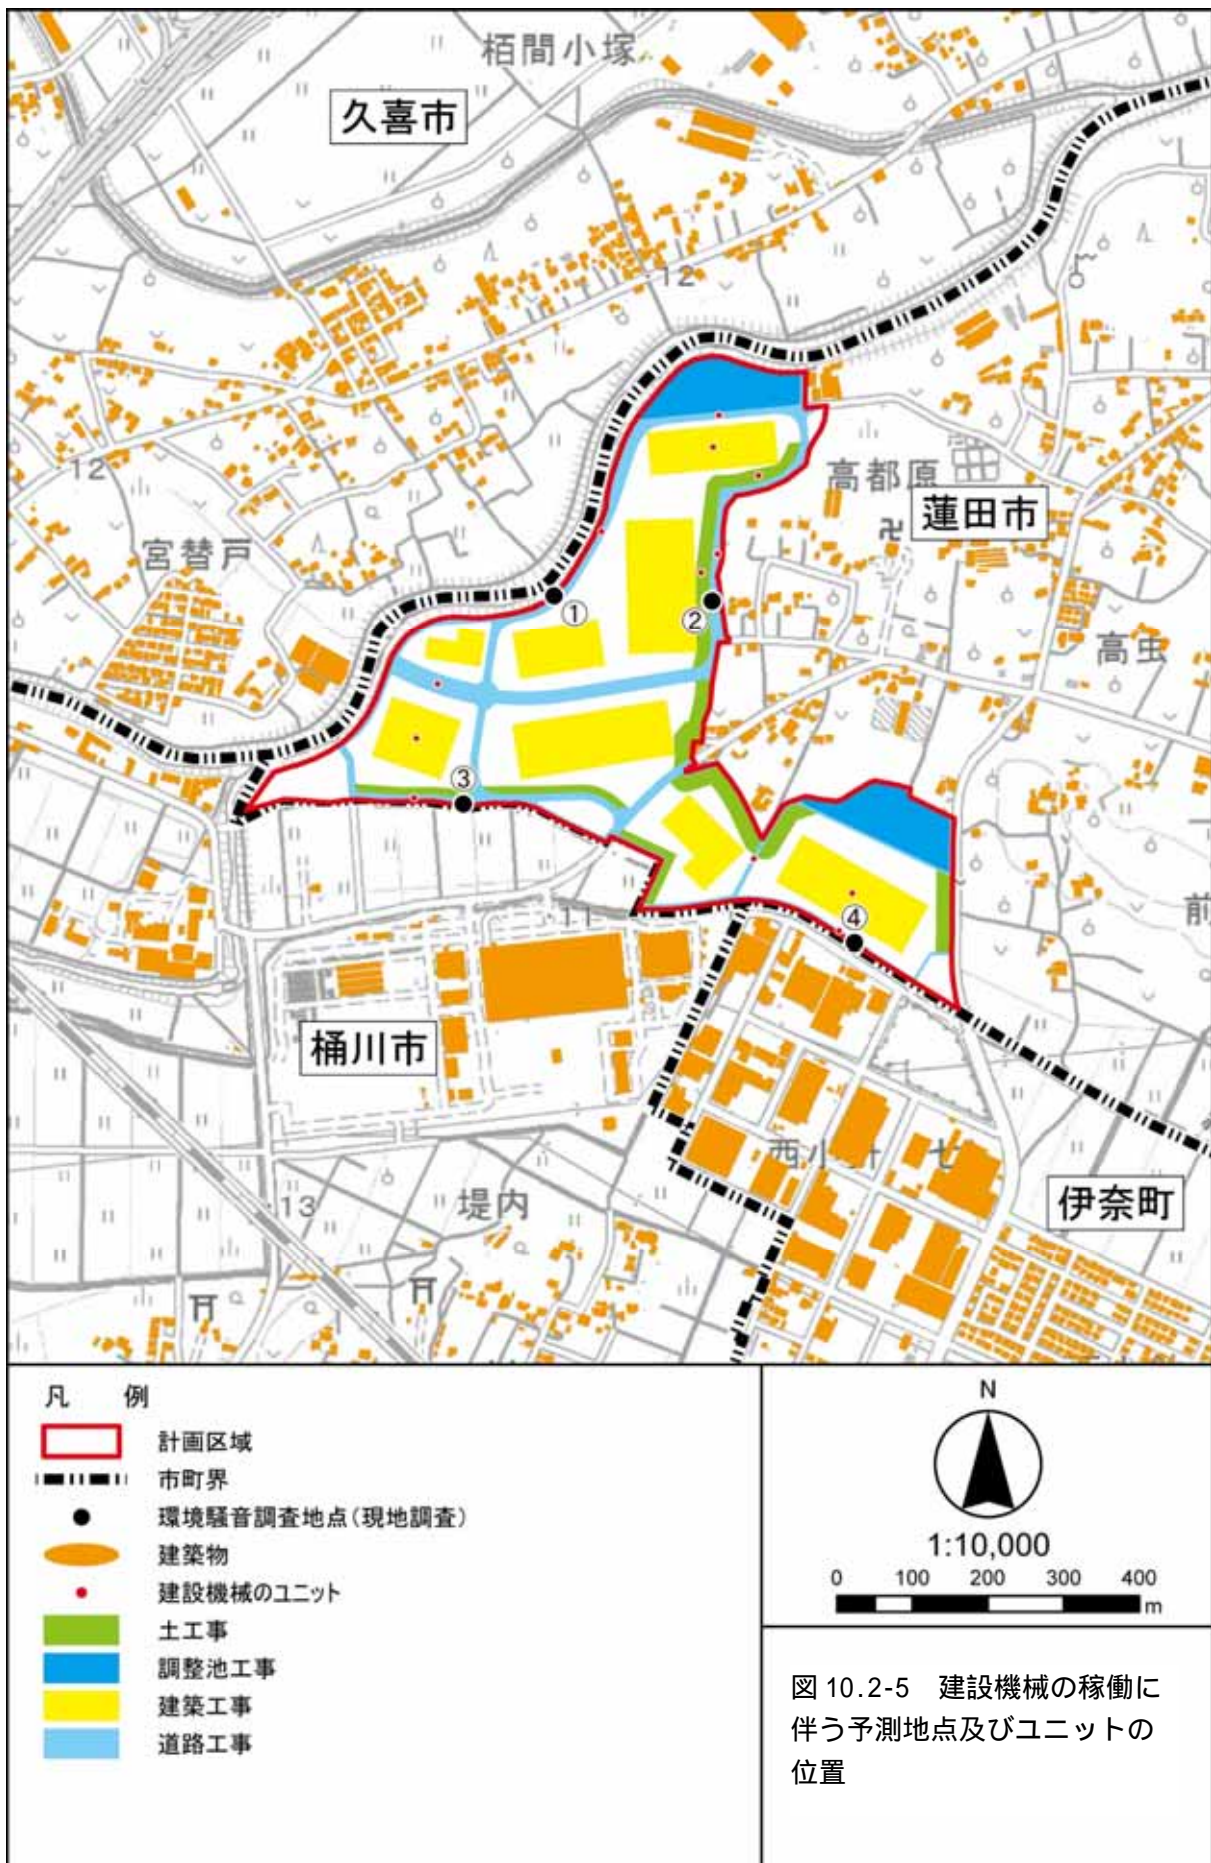 栢間小塚
久喜市
12
12
高都原
蓮田市
宮替戸
①
②
高虫
③
④
前
11
桶川市
13
堤内
伊奈町
凡 例
計画区域
市町界
環境騒音調査地点(現地調査)
建築物
建設機械のユニット
土工事
調整池工事
建築工事
道路工事
N
1:10,000
0 100 200 300 400
m
図 10.2-5 建設機械の稼働に
伴う予測地点及びユニットの
位置